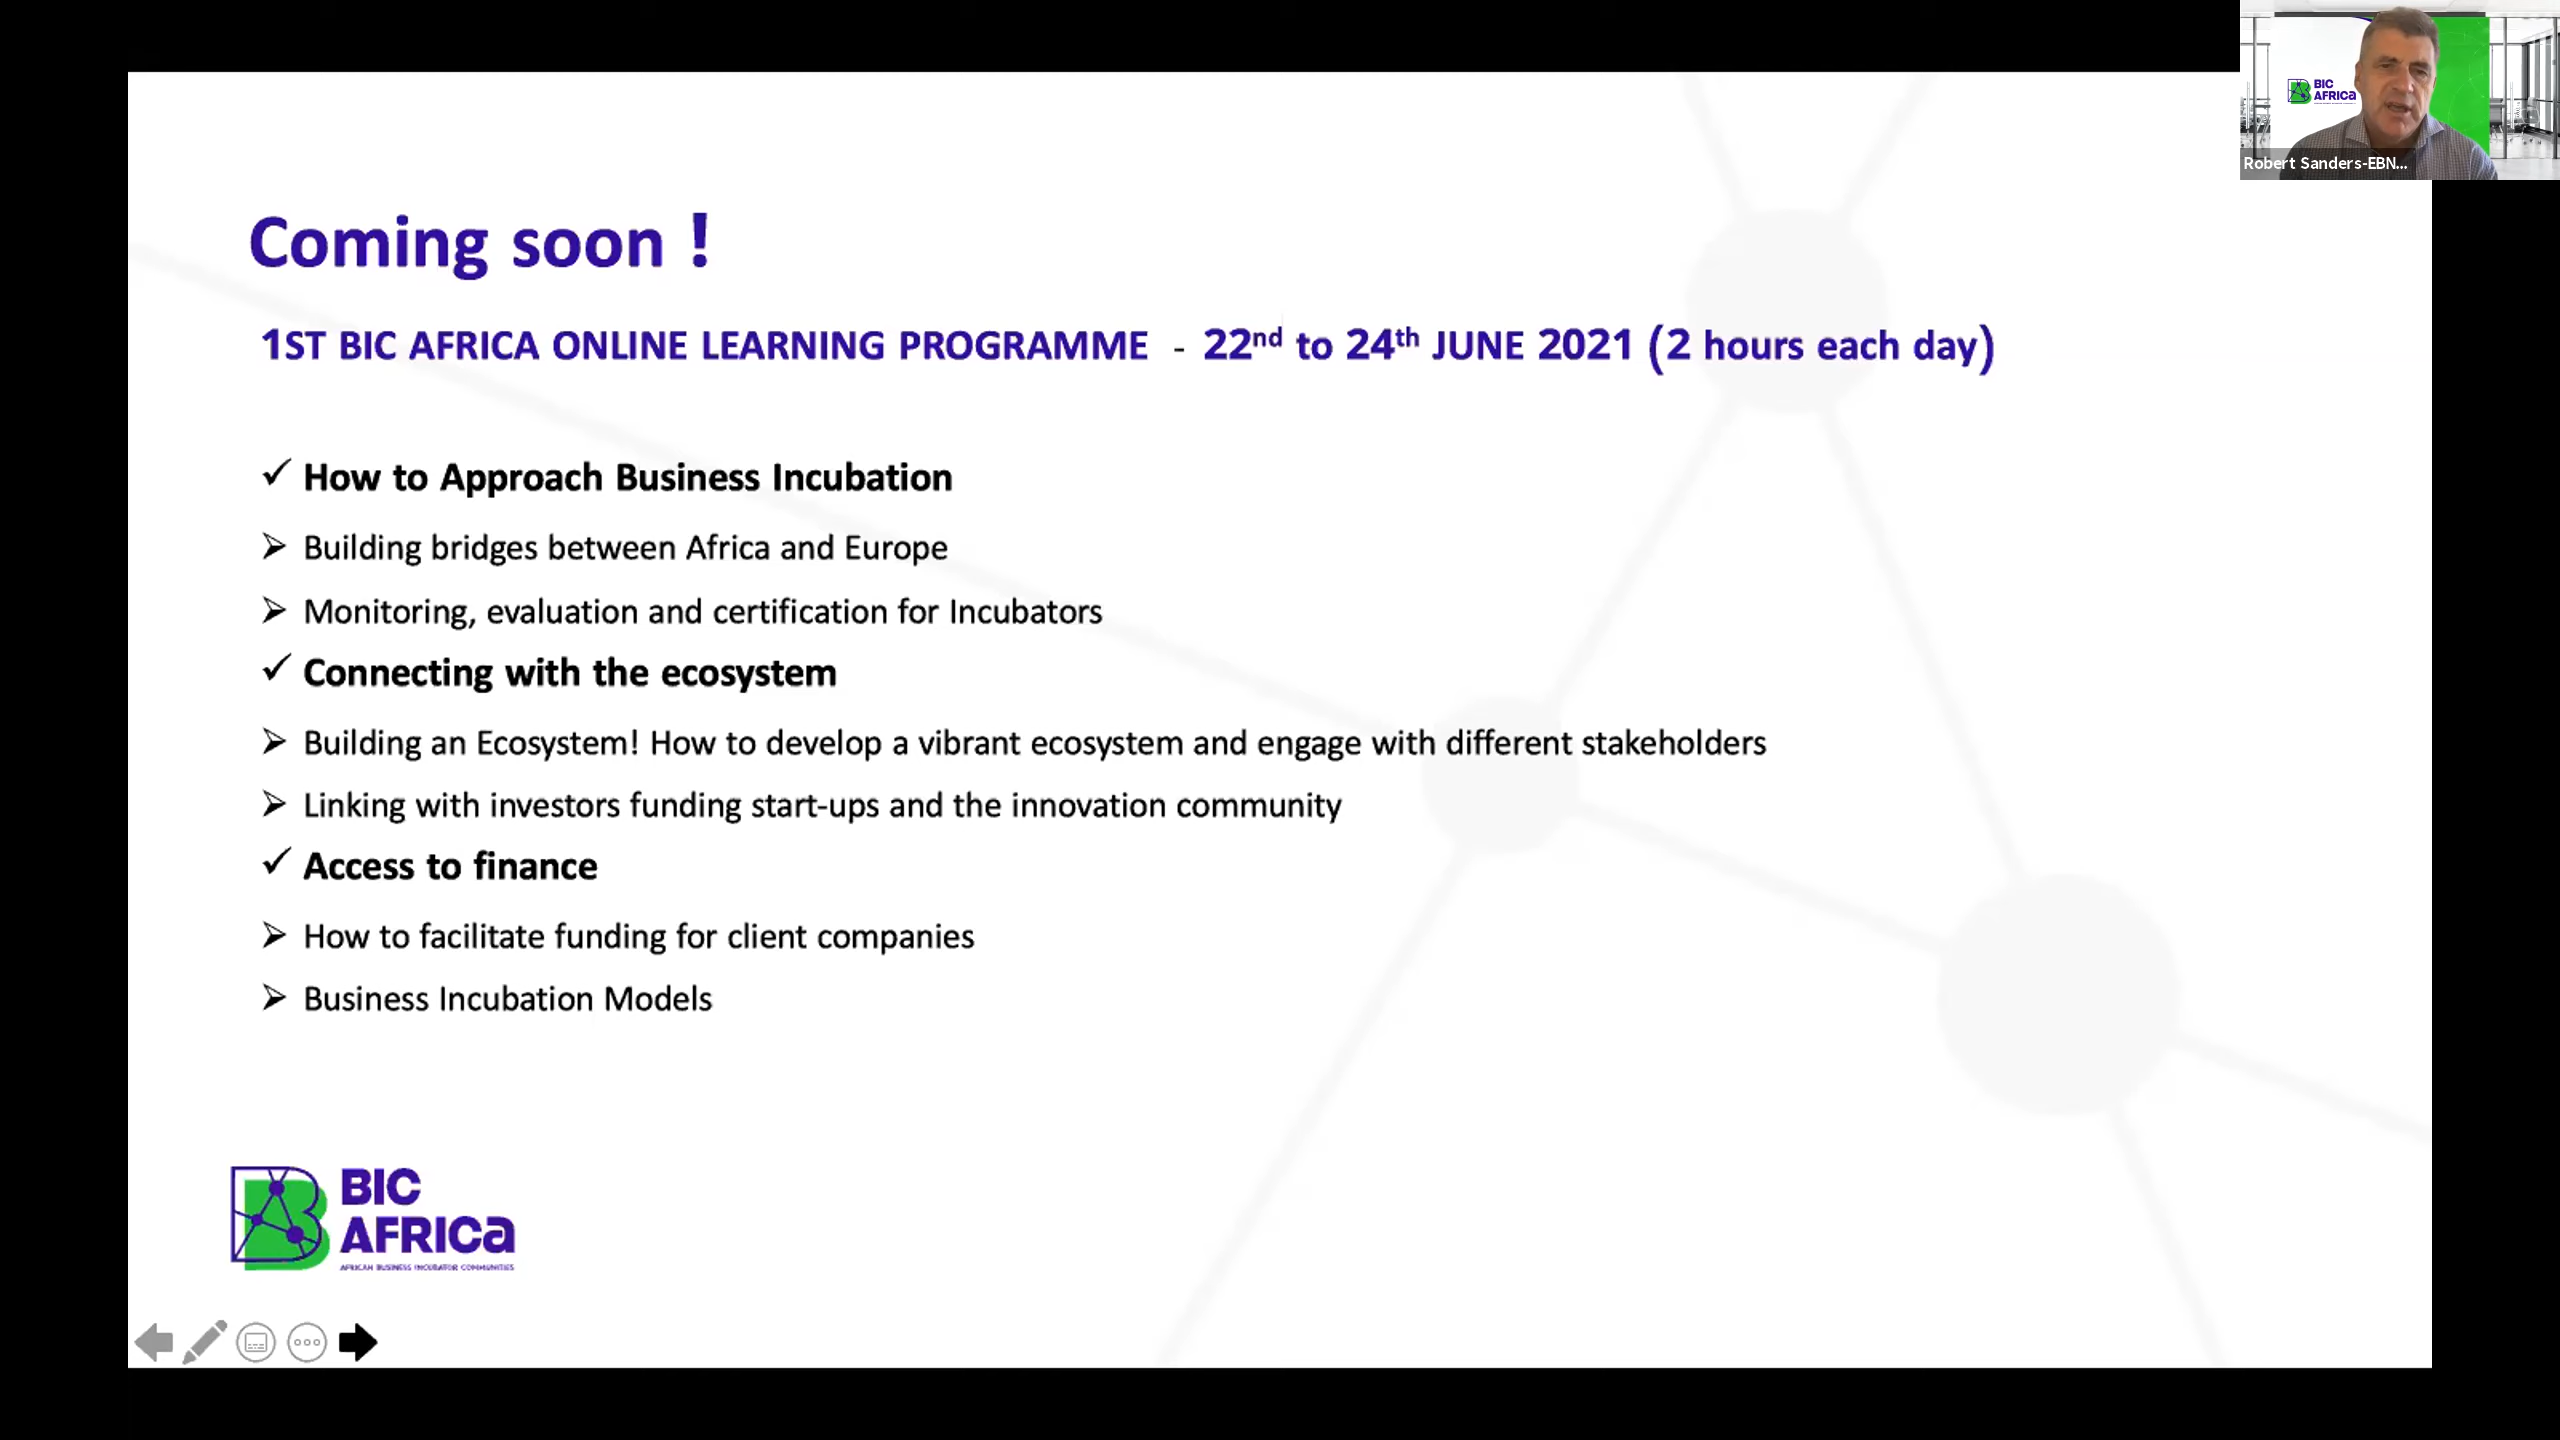 BIC
AFRICA
Robert Sanders-EBN...
Coming soon !
1ST BIC AFRICA ONLINE LEARNING PROGRAMME - 22nd to 24th JUNE 2021 (2 hours each day)
✓ How to Approach Business Incubation
➢ Building bridges between Africa and Europe
➢ Monitoring, evaluation and certification for Incubators
✓ Connecting with the ecosystem
➢ Building an Ecosystem! How to develop a vibrant ecosystem and engage with different stakeholders
➢ Linking with investors funding start-ups and the innovation community
✓ Access to finance
➢ How to facilitate funding for client companies
➢ Business Incubation Models
BIC
AFRICA
AFRICAN BUSINESS INCUBATOR COMMUNITIES